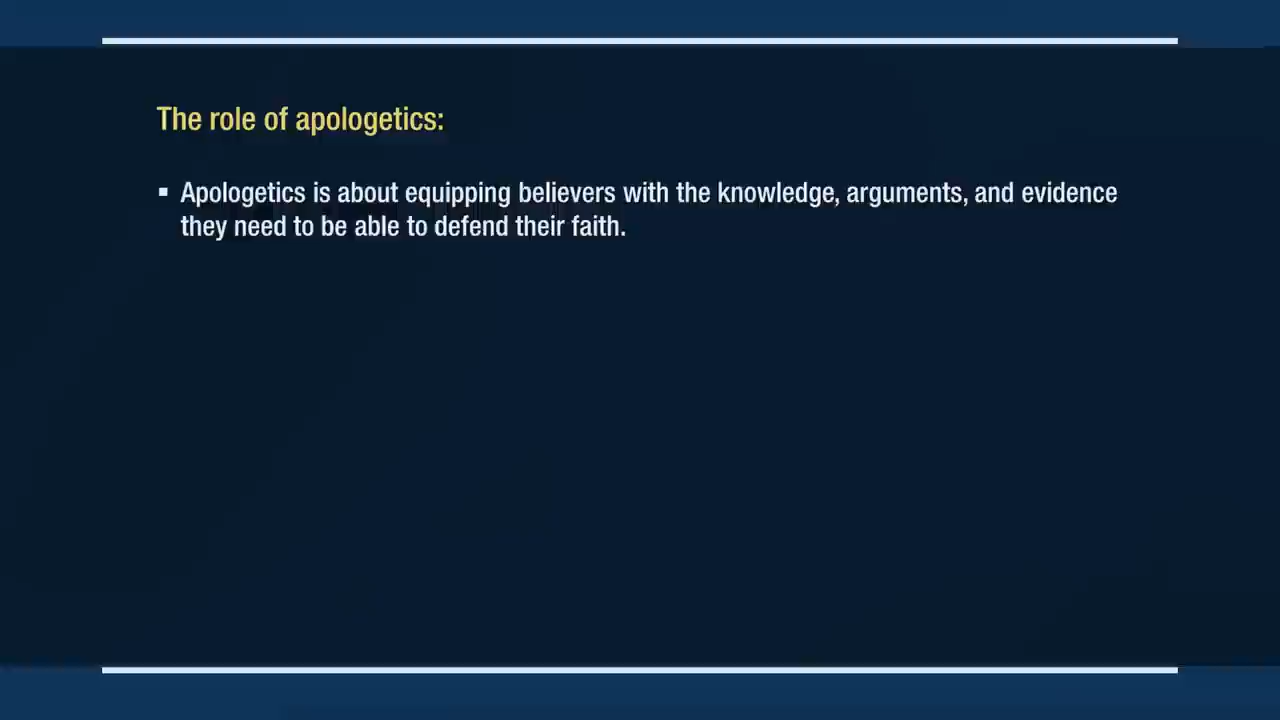 The role of apologetics:
▪ Apologetics is about equipping believers with the knowledge, arguments, and evidence
they need to be able to defend their faith.